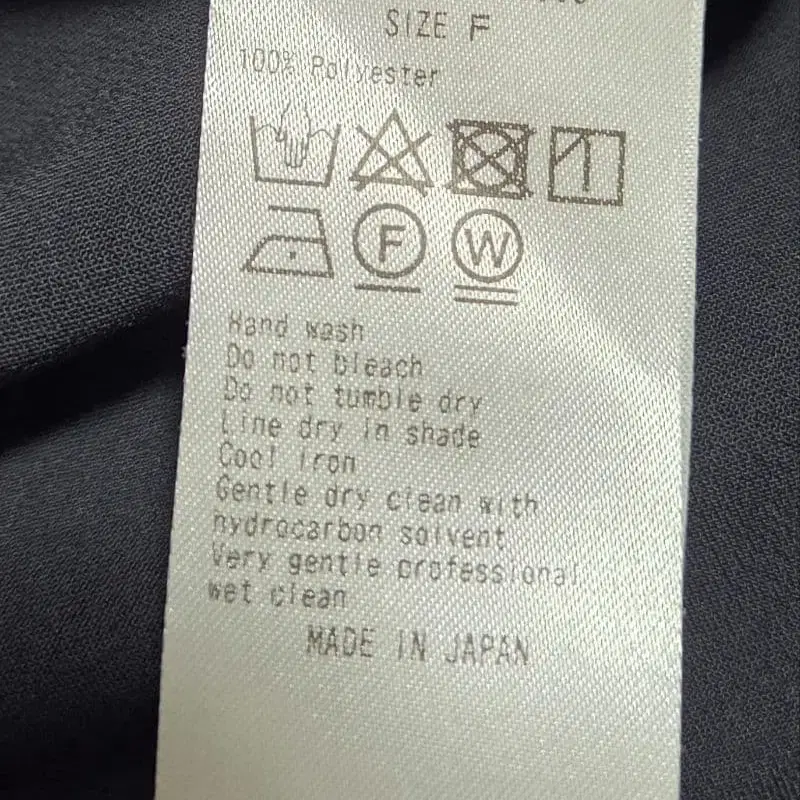 SIZE F
100% Polyester
F W
Hand wash
Do not bleach
Do not tumble dry
Line dry in shade
Cool iron
Gentle dry clean with
hydrocarbon solvent
Very gentle professional
wet clean
MADE IN JAPAN